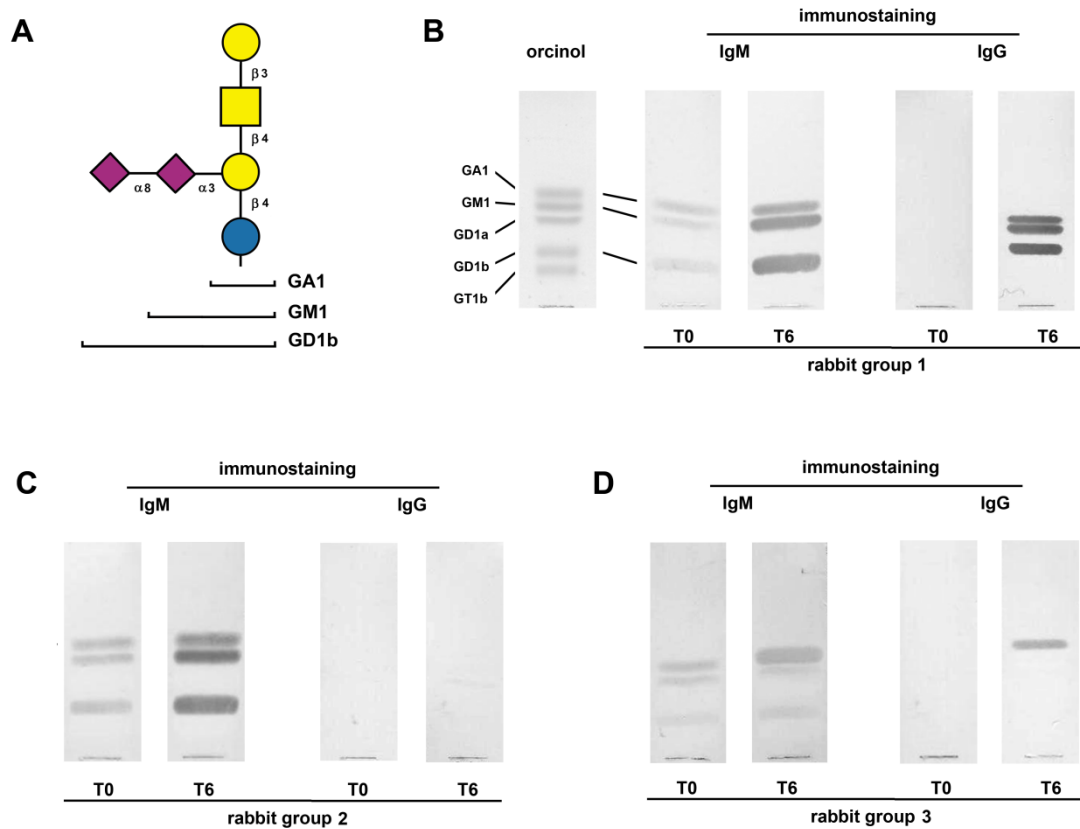 A
β3
β4
α8
α3
β4
GA1
GM1
GD1b
B
immunostaining
orcinol
IgM
IgG
GA1
GM1
GD1a
GD1b
GT1b
T0
T6
T0
T6
rabbit group 1
C
immunostaining
IgM
IgG
T0
T6
T0
T6
rabbit group 2
D
immunostaining
IgM
IgG
T0
T6
T0
T6
rabbit group 3